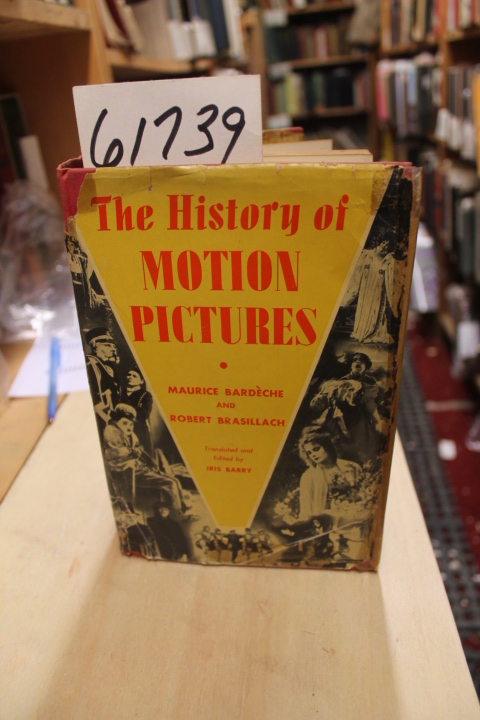 61739
The History of
MOTION
PICTURES
•
MAURICE BARDÈCHE
AND
ROBERT BRASILLACH
Translated and
Edited by
IRIS BARRY